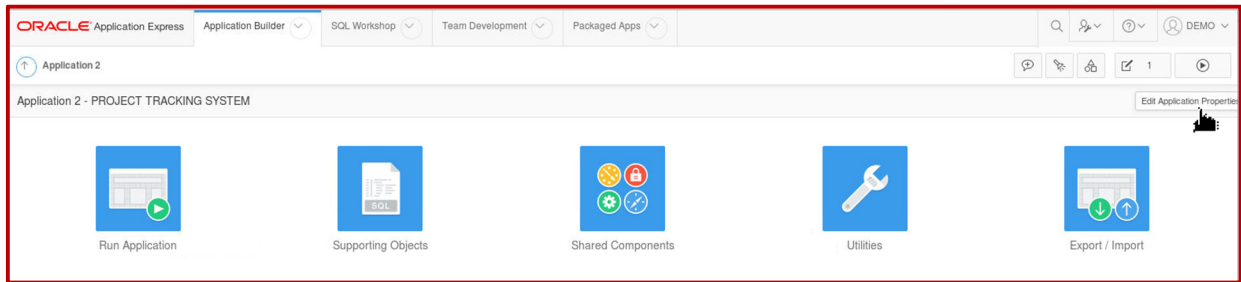 ORACLE Application Express Application Builder SQL Workshop Team Development Packaged Apps DEMO
Application 2 1
Application 2 - PROJECT TRACKING SYSTEM Edit Application Propertie
SQL
Run Application Supporting Objects Shared Components Utilities Export / Import